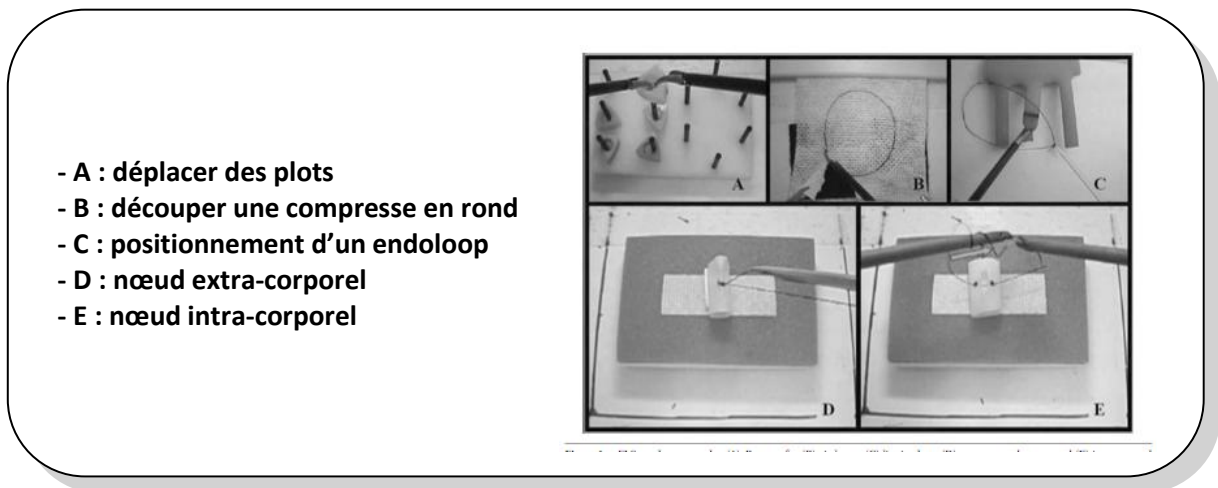 - A : déplacer des plots
- B : découper une compresse en rond
- C : positionnement d'un endoloop
- D : nœud extra-corporel
- E : nœud intra-corporel
A
B
C
D
E